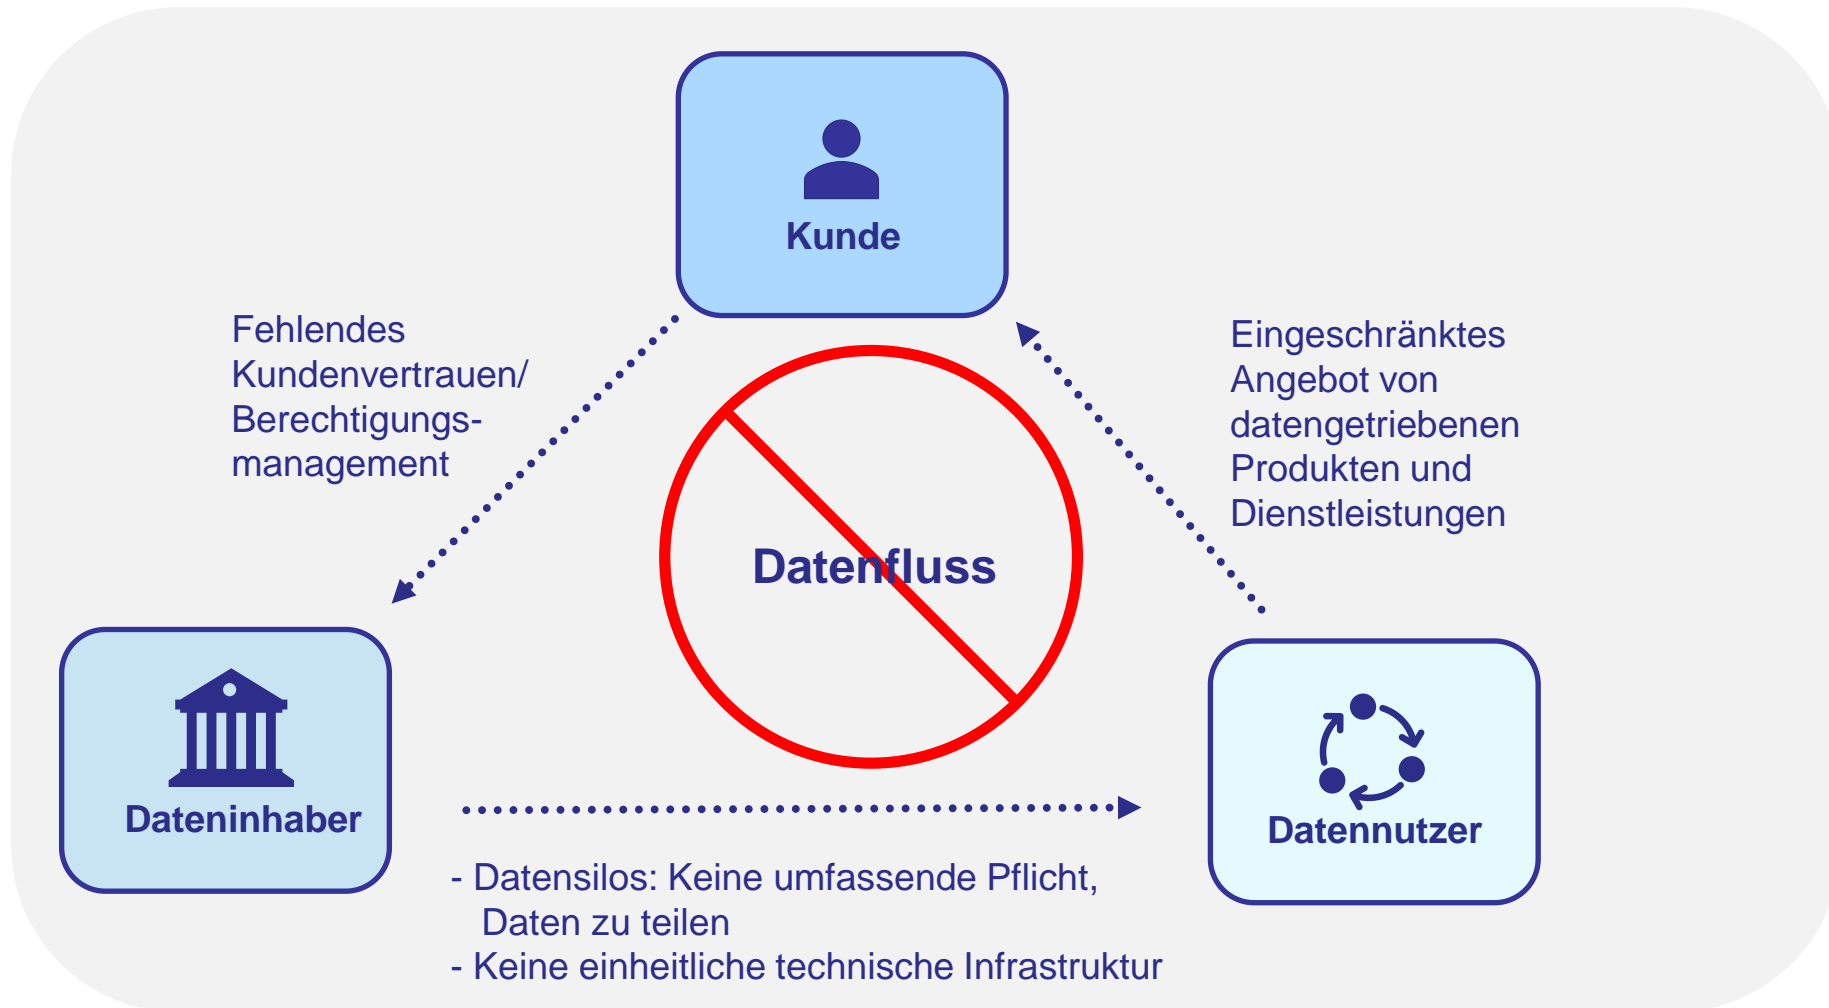 Kunde
Fehlendes
Kundenvertrauen/
Berechtigungs-
management
Eingeschränktes
Angebot von
datengetriebenen
Produkten und
Dienstleistungen
Datenfluss
Dateninhaber
Datennutzer
- Datensilos: Keine umfassende Pflicht,
Daten zu teilen
- Keine einheitliche technische Infrastruktur